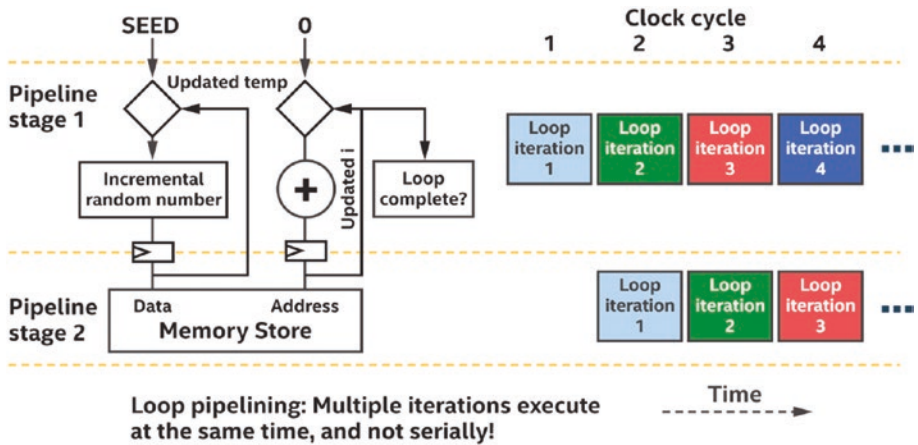 SEED
0
Clock cycle
1 2 3 4
Pipeline
stage 1
Updated temp
Incremental
random number
+
Updated i
Loop
complete?
Loop
iteration
1
Loop
iteration
2
Loop
iteration
3
Loop
iteration
4
Pipeline
stage 2
Data
Address
Memory Store
Loop
iteration
1
Loop
iteration
2
Loop
iteration
3
Loop pipelining: Multiple iterations execute
at the same time, and not serially!
Time